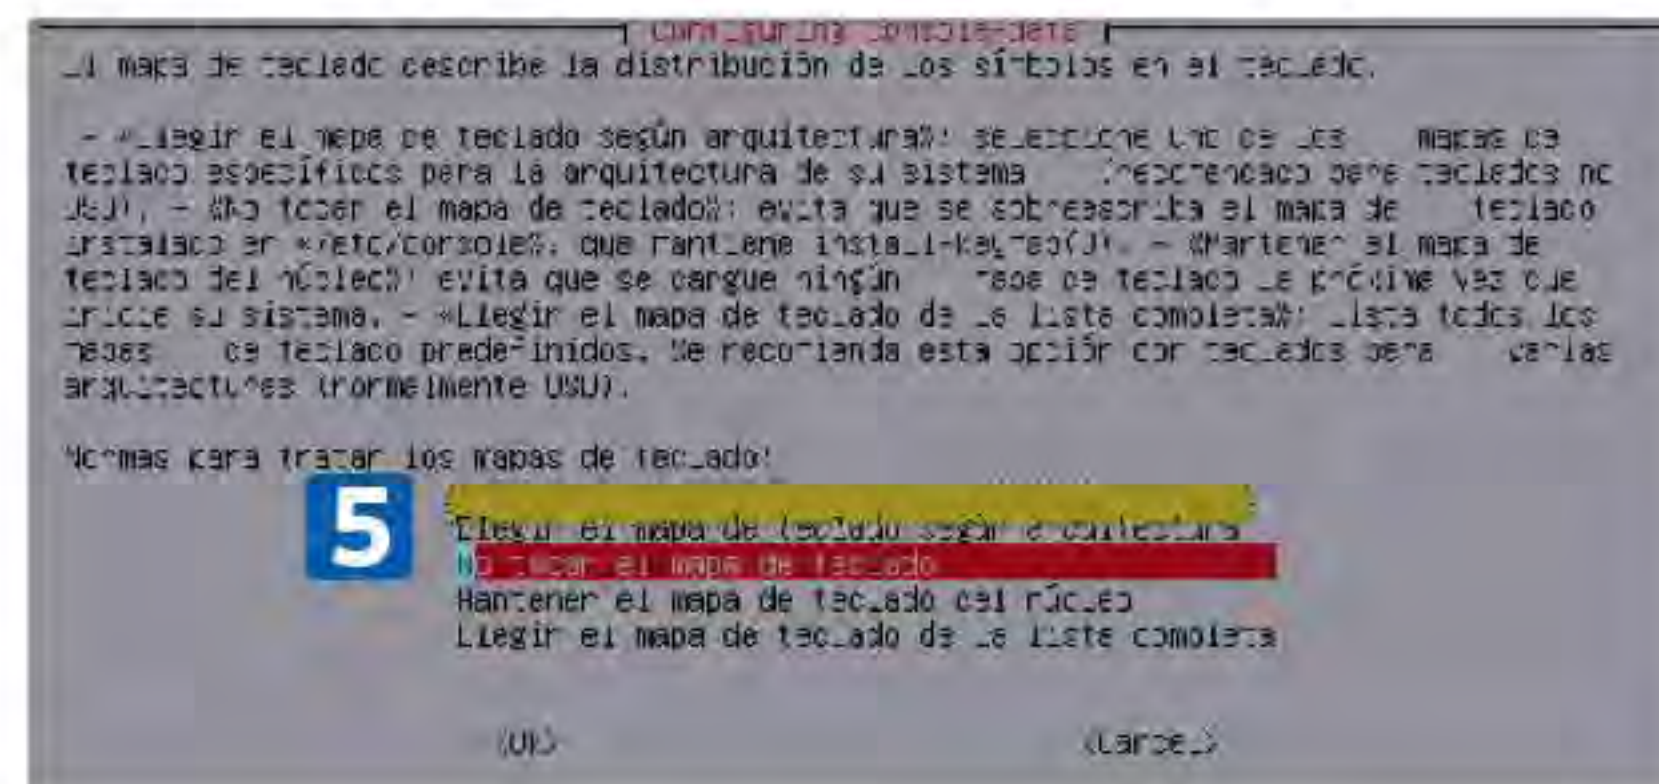 Configuring console-data
El mapa de teclado describe la distribución de los símbolos en el teclado.
- «Elegir el mapa de teclado según arquitectura»: seleccione uno de los mapas de
teclado específicos para la arquitectura de su sistema (recomendado para teclados no
USB). - «No tocar el mapa de teclado»: evita que se sobreescriba el mapa de teclado
instalado en «/etc/console», que mantiene install-keymap(8). - «Mantener el mapa de
teclado del núcleo»: evita que se cargue ningún mapa de teclado la próxima vez que
inicie su sistema. - «Elegir el mapa de teclado de la lista completa»: Lista todos los
mapas de teclado predefinidos. Se recomienda esta opción con teclados para varias
arquitecturas (normalmente USB).
Normas para tratar los mapas de teclado:
5
Elegir el mapa de teclado según arquitectura
No tocar el mapa de teclado
Mantener el mapa de teclado del núcleo
Elegir el mapa de teclado de la lista completa
<Ok>
<Cancel>